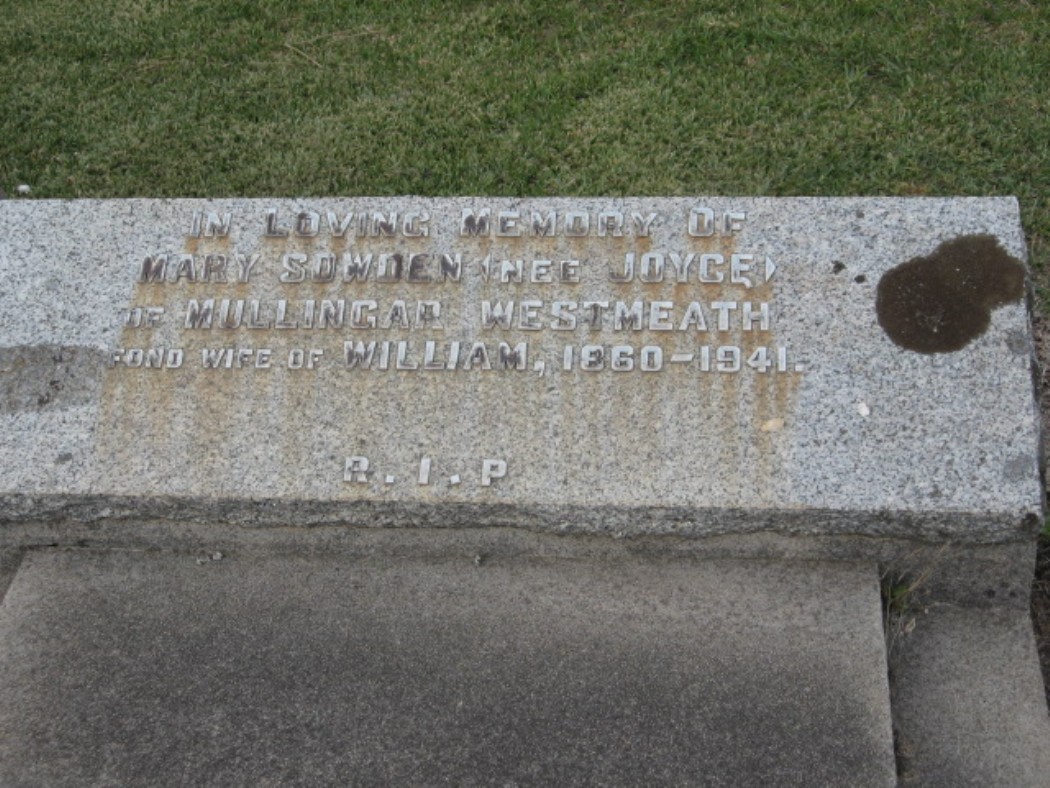 IN LOVING MEMORY OF
MARY SOWDEN (NEE JOYCE)
OF MULLINGAR WESTMEATH
FOND WIFE OF WILLIAM, 1860-1941.
R.I.P